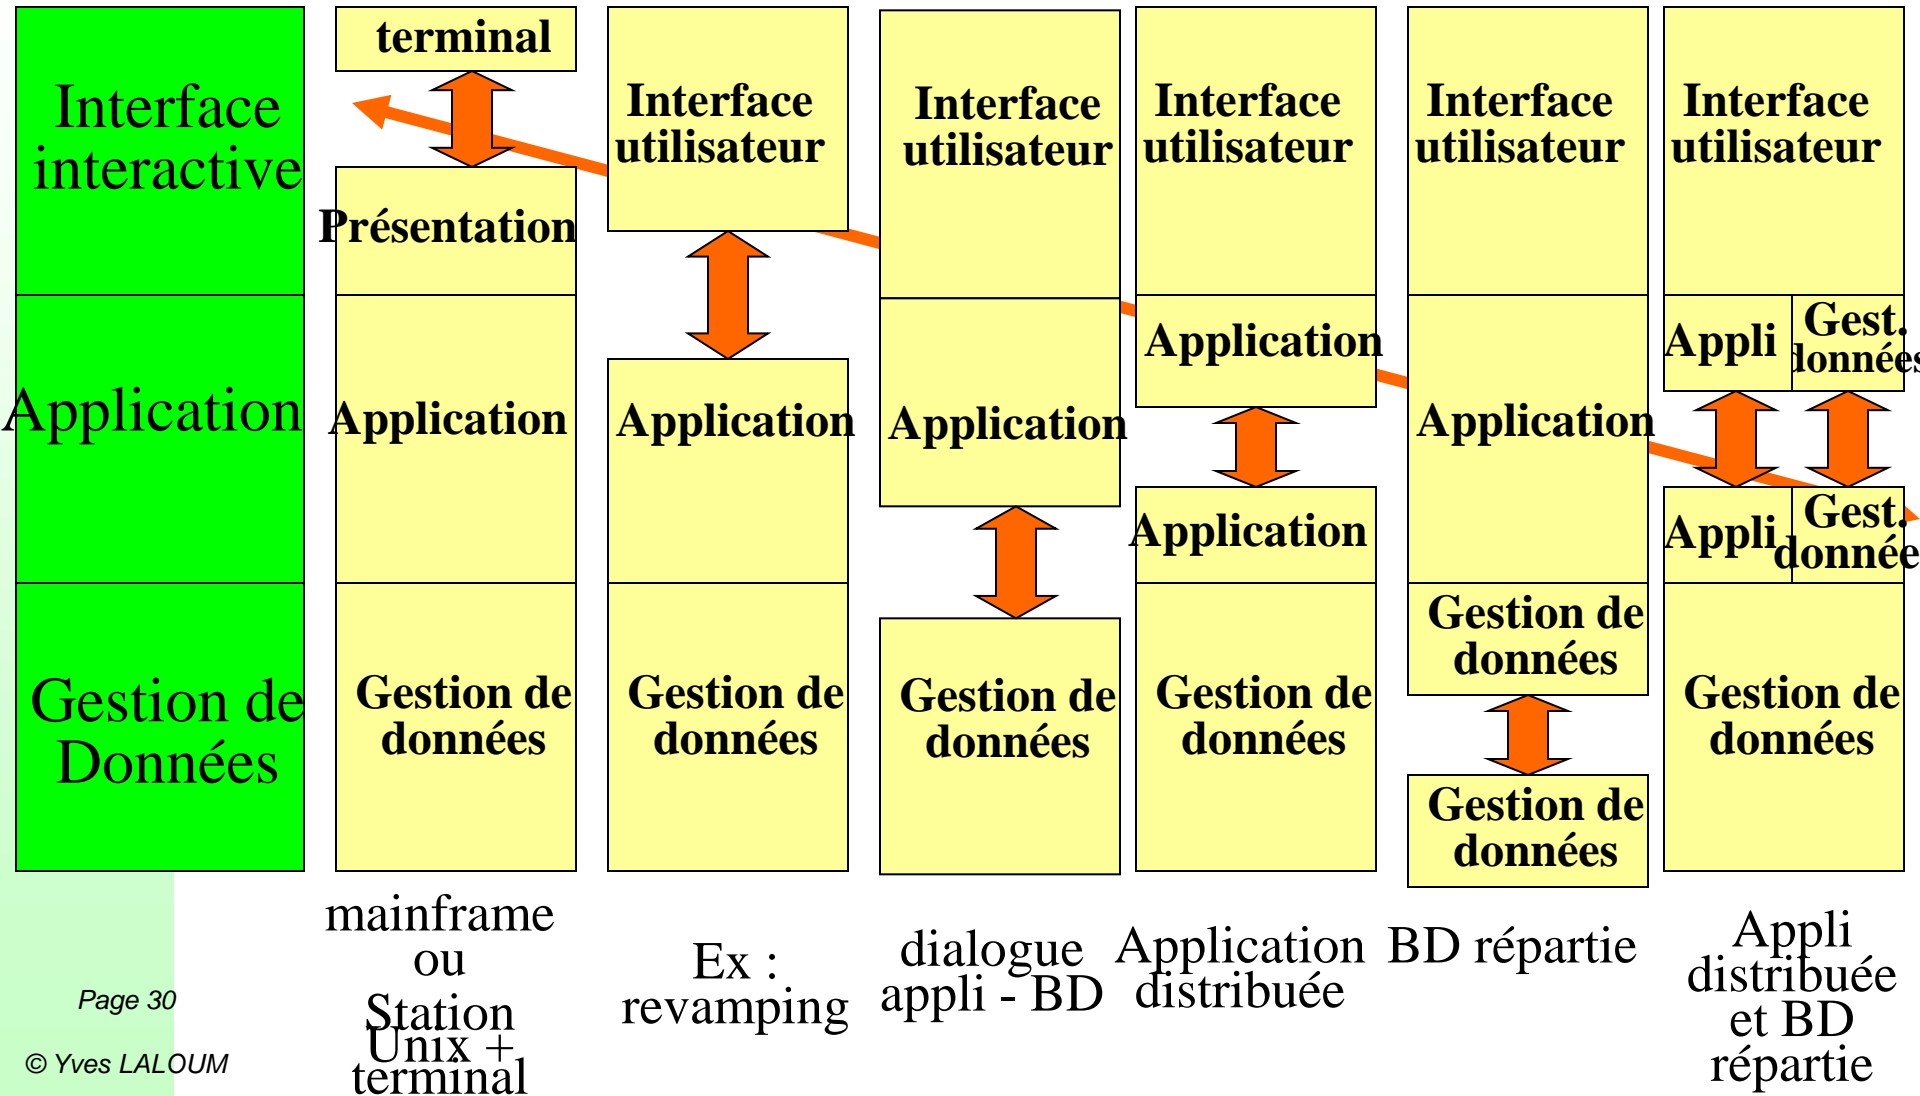 Interface
interactive
Application
Gestion de
Données
terminal
Présentation
Application
Gestion de
données
mainframe
ou
Station
Unix +
terminal
Interface
utilisateur
Application
Gestion de
données
Ex :
revamping
Interface
utilisateur
Application
Gestion de
données
dialogue
appli - BD
Interface
utilisateur
Application
Application
Gestion de
données
Application
distribuée
Interface
utilisateur
Application
Gestion de
données
Gestion de
données
BD répartie
Interface
utilisateur
Appli
Gest.
données
Appli
Gest.
donnée
Gestion de
données
Appli
distribuée
et BD
répartie
Page 30
© Yves LALOUM